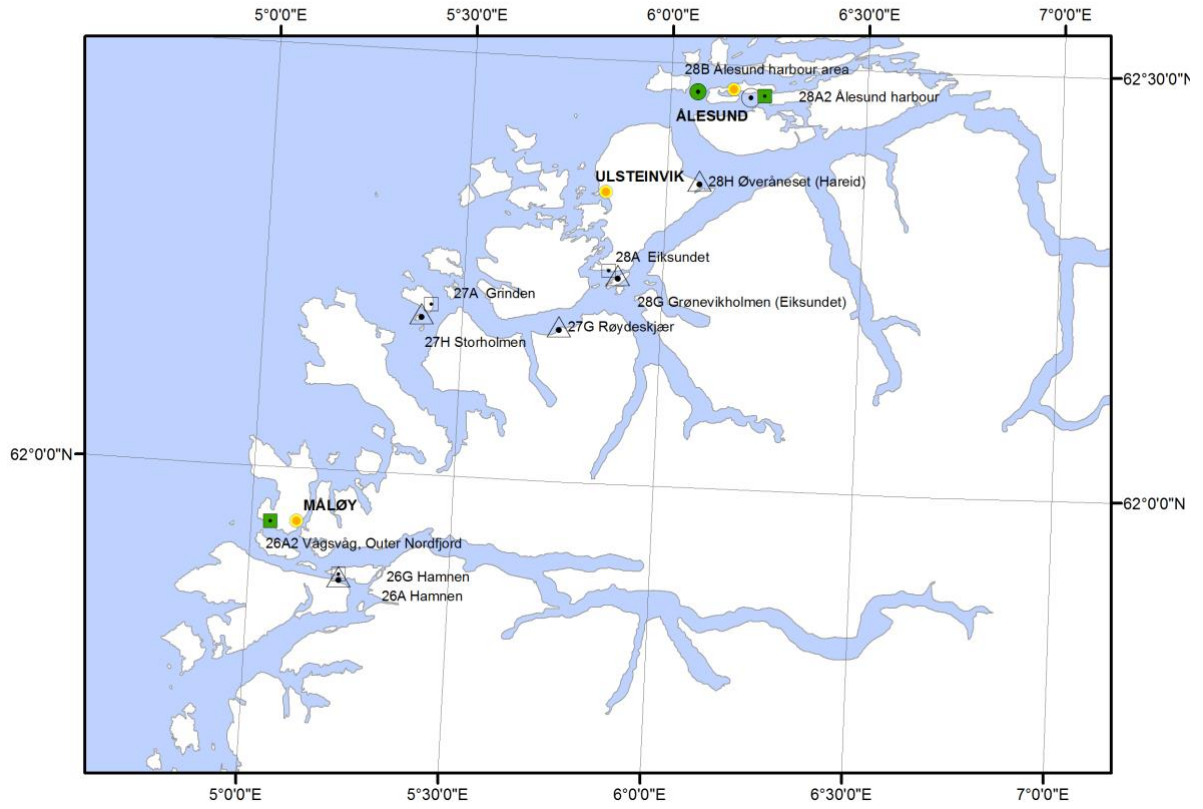 5°0'0"E 5°30'0"E 6°0'0"E 6°30'0"E 7°0'0"E
28B Ålesund harbour area
62°30'0"N
28A2 Ålesund harbour
ÅLESUND
ULSTEINVIK
28H Øveråneset (Hareid)
28A Eiksundet
27A Grinden
28G Grønevikholmen (Eiksundet)
27G Røydeskjær
27H Storholmen
62°0'0"N
MÅLØY
62°0'0"N
26A2 Vågsvåg, Outer Nordfjord
26G Hamnen
26A Hamnen
5°0'0"E 5°30'0"E 6°0'0"E 6°30'0"E 7°0'0"E